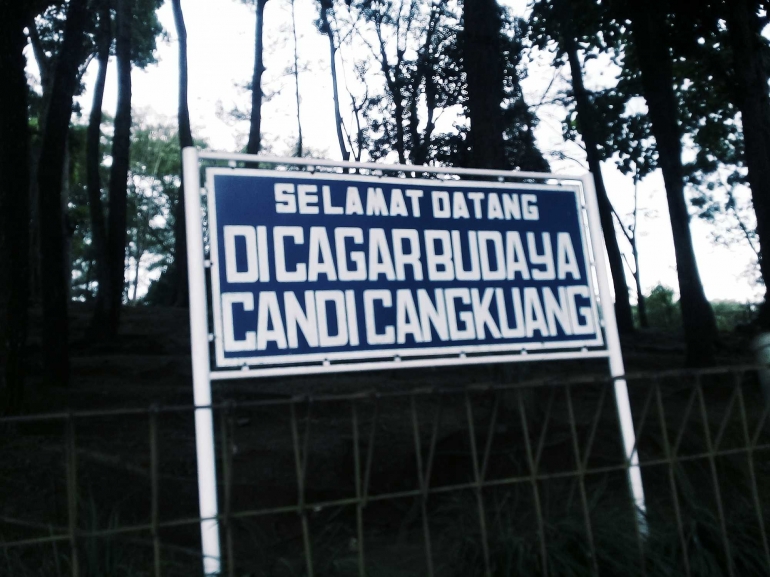 SELAMAT DATANG
DI CAGAR BUDAYA
CANDI CANGKUANG